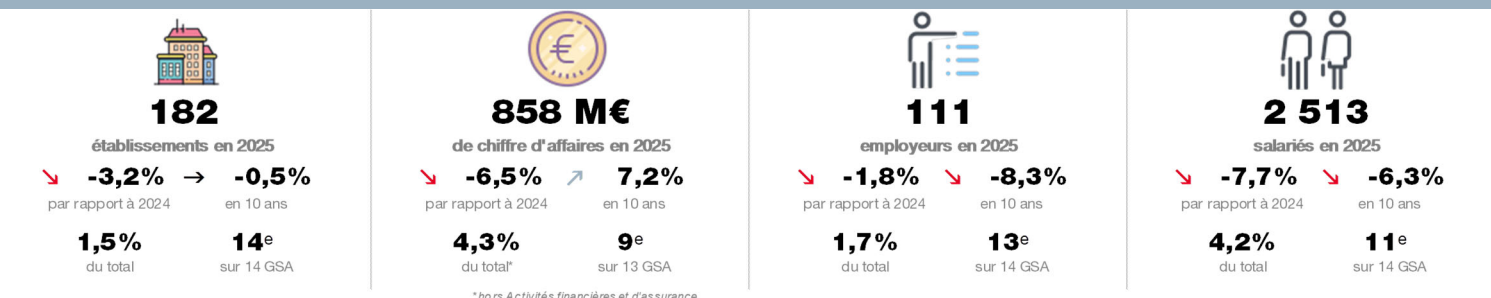 182
établissements en 2025
↘ -3,2% → -0,5%
par rapport à 2024 en 10 ans
1,5% 14e
du total sur 14 GSA
858 M€
de chiffre d'affaires en 2025
↘ -6,5% ↗ 7,2%
par rapport à 2024 en 10 ans
4,3% 9e
du total* sur 13 GSA
*hors Activités financières et d'assurance
111
employeurs en 2025
↘ -1,8% ↘ -8,3%
par rapport à 2024 en 10 ans
1,7% 13e
du total sur 14 GSA
2 513
salariés en 2025
↘ -7,7% ↘ -6,3%
par rapport à 2024 en 10 ans
4,2% 11e
du total sur 14 GSA